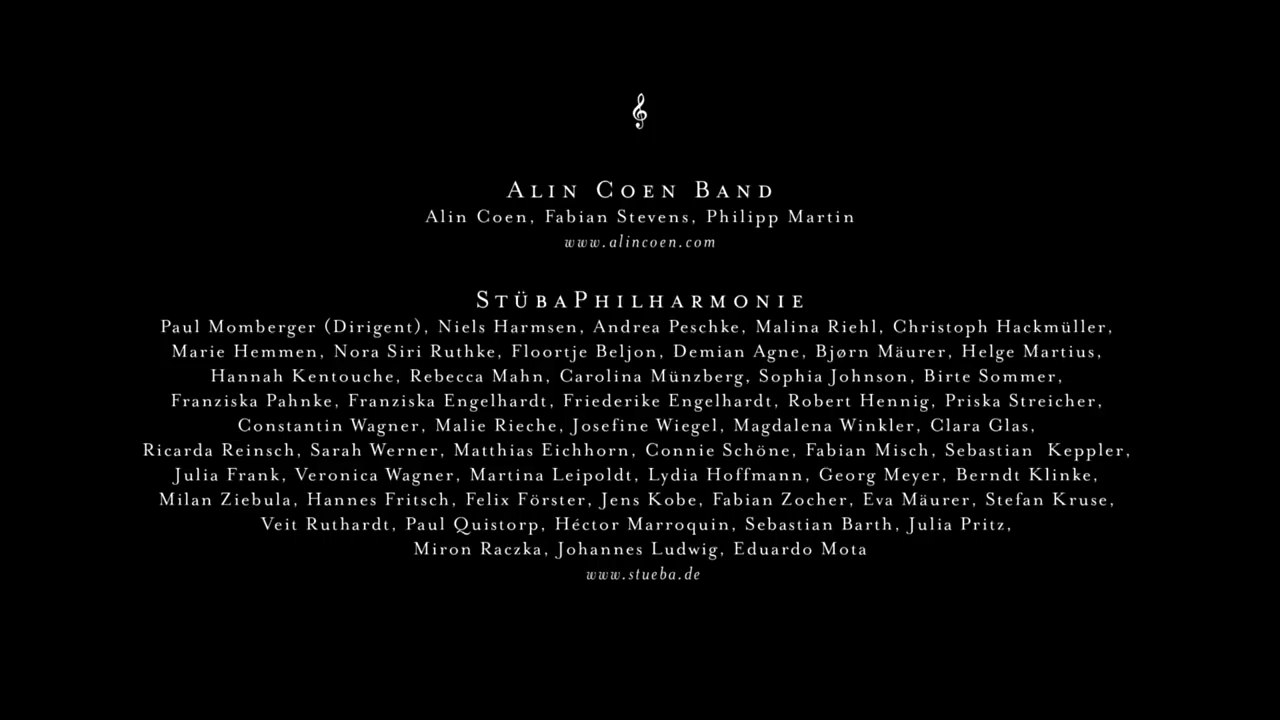 Alin Coen Band
Alin Coen, Fabian Stevens, Philipp Martin
www.alincoen.com
StübaPhilharmonie
Paul Momberger (Dirigent), Niels Harmsen, Andrea Peschke, Malina Riehl, Christoph Hackmüller,
Marie Hemmen, Nora Siri Ruthke, Floortje Beljon, Demian Agne, Bjørn Mäurer, Helge Martius,
Hannah Kentouche, Rebecca Mahn, Carolina Münzberg, Sophia Johnson, Birte Sommer,
Franziska Pahnke, Franziska Engelhardt, Friederike Engelhardt, Robert Hennig, Priska Streicher,
Constantin Wagner, Malie Rieche, Josefine Wiegel, Magdalena Winkler, Clara Glas,
Ricarda Reinsch, Sarah Werner, Matthias Eichhorn, Connie Schöne, Fabian Misch, Sebastian Keppler,
Julia Frank, Veronica Wagner, Martina Leipoldt, Lydia Hoffmann, Georg Meyer, Berndt Klinke,
Milan Ziebula, Hannes Fritsch, Felix Förster, Jens Kobe, Fabian Zocher, Eva Mäurer, Stefan Kruse,
Veit Ruthardt, Paul Quistorp, Héctor Marroquin, Sebastian Barth, Julia Pritz,
Miron Raczka, Johannes Ludwig, Eduardo Mota
www.stueba.de